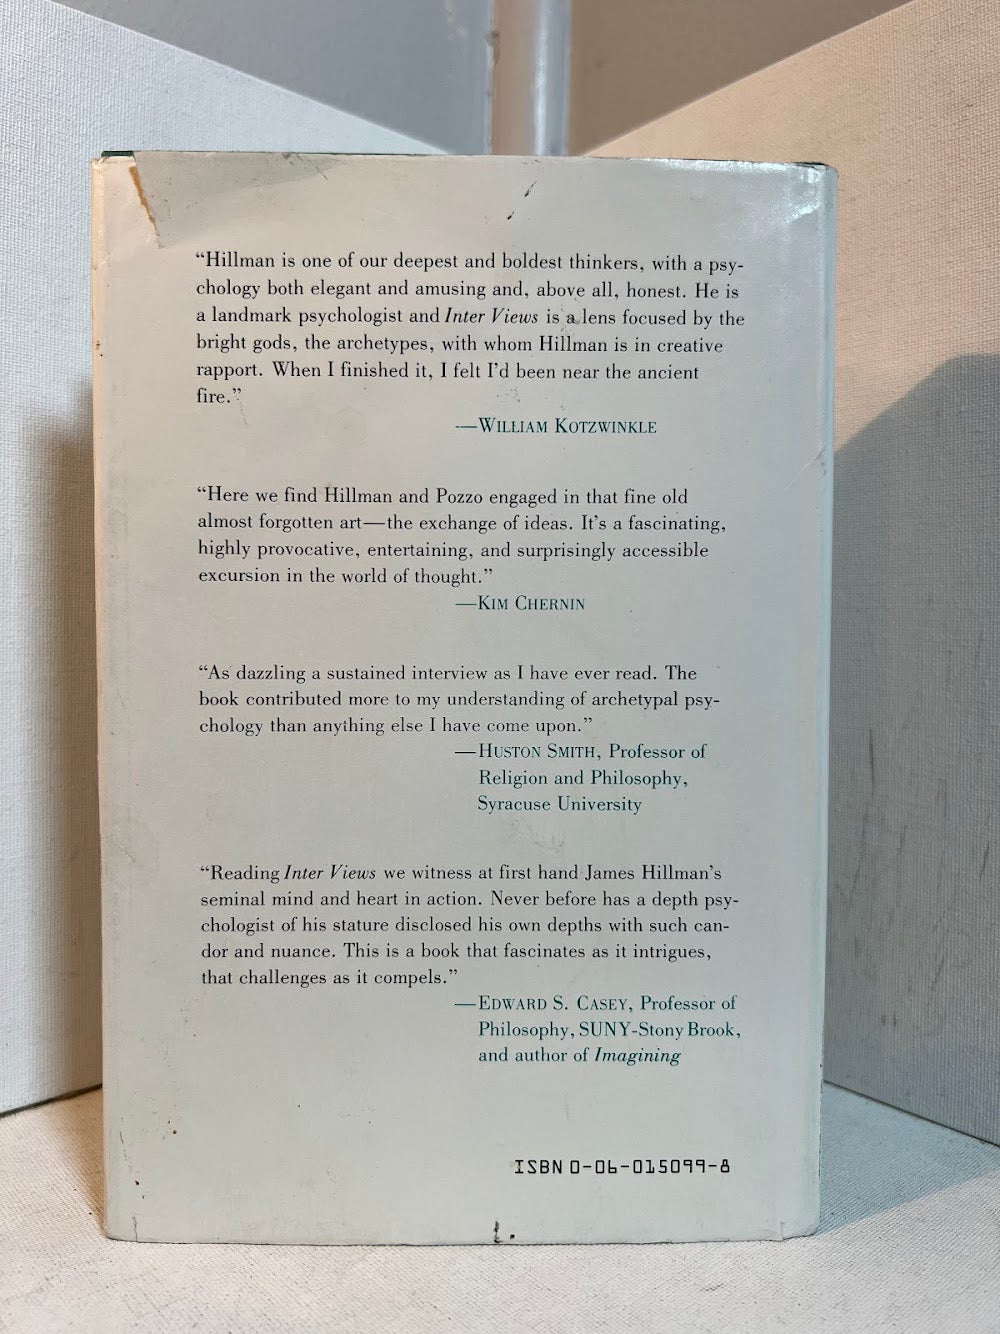 “Hillman is one of our deepest and boldest thinkers, with a psy-
chology both elegant and amusing and, above all, honest. He is
a landmark psychologist and Inter Views is a lens focused by the
bright gods, the archetypes, with whom Hillman is in creative
rapport. When I finished it, I felt I’d been near the ancient
fire.”
—WILLIAM KOTZWINKLE
“Here we find Hillman and Pozzo engaged in that fine old
almost forgotten art—the exchange of ideas. It’s a fascinating,
highly provocative, entertaining, and surprisingly accessible
excursion in the world of thought.”
—KIM CHERNIN
“As dazzling a sustained interview as I have ever read. The
book contributed more to my understanding of archetypal psy-
chology than anything else I have come upon.”
—HUSTON SMITH, Professor of
Religion and Philosophy,
Syracuse University
“Reading Inter Views we witness at first hand James Hillman’s
seminal mind and heart in action. Never before has a depth psy-
chologist of his stature disclosed his own depths with such can-
dor and nuance. This is a book that fascinates as it intrigues,
that challenges as it compels.”
—EDWARD S. CASEY, Professor of
Philosophy, SUNY-Stony Brook,
and author of Imagining
ISBN 0-06-015099-8